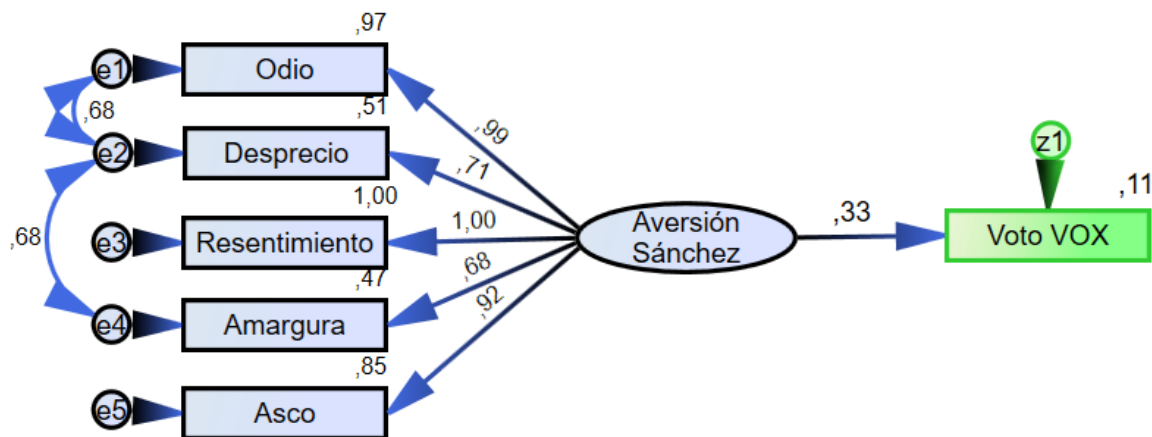 ,97
e1
Odio
,68
,51
,99
e2
Desprecio
,71
z1
,11
1,00
e3
Resentimiento
1,00
Aversión
Sánchez
,33
Voto VOX
,68
,47
,68
e4
Amargura
,92
,85
e5
Asco